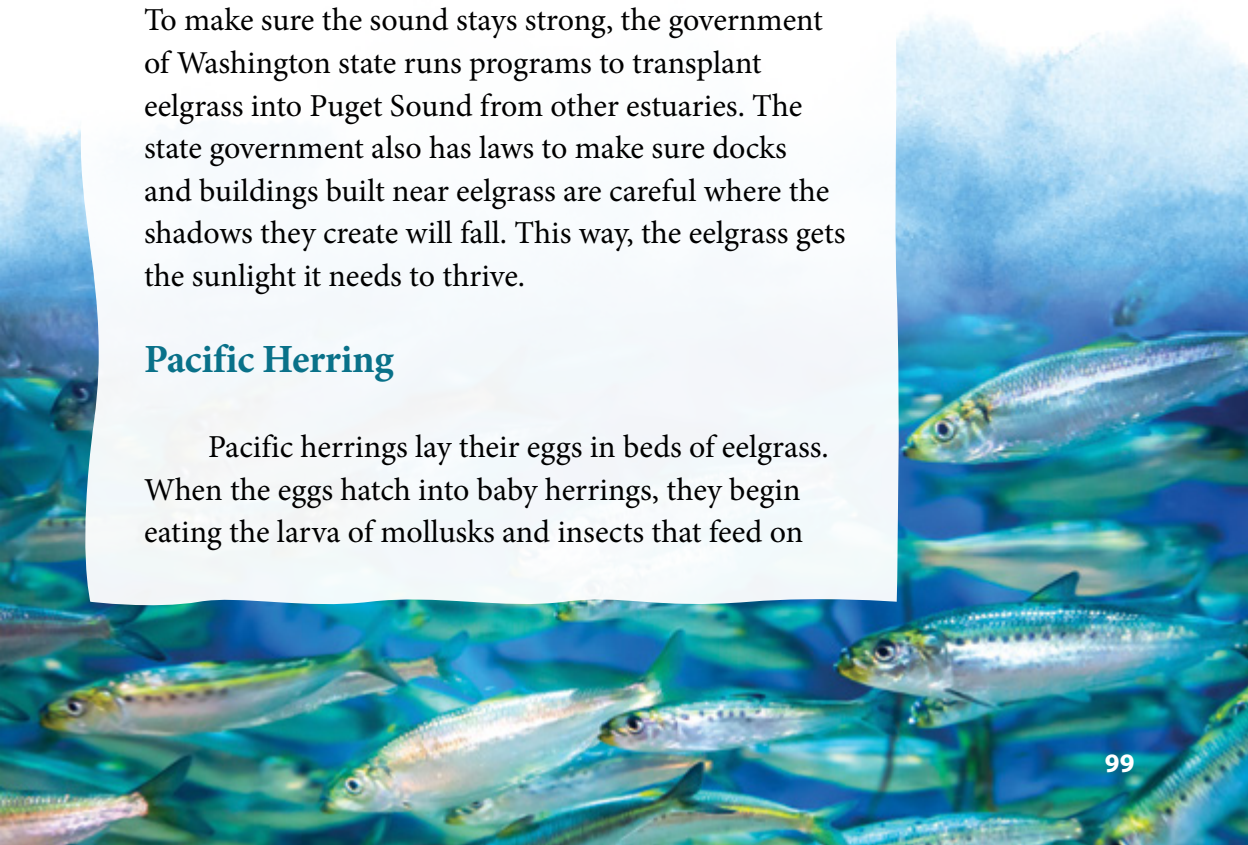 To make sure the sound stays strong, the government
of Washington state runs programs to transplant
eelgrass into Puget Sound from other estuaries. The
state government also has laws to make sure docks
and buildings built near eelgrass are careful where the
shadows they create will fall. This way, the eelgrass gets
the sunlight it needs to thrive.
Pacific Herring
Pacific herrings lay their eggs in beds of eelgrass.
When the eggs hatch into baby herrings, they begin
eating the larva of mollusks and insects that feed on
99